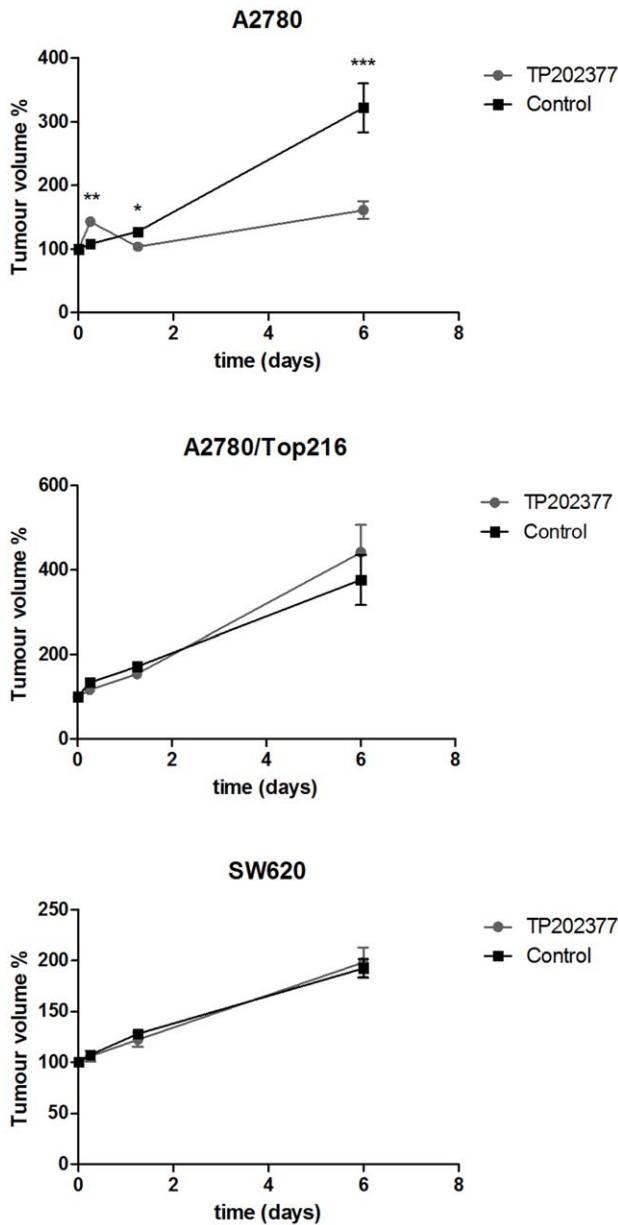 A2780
400
300
200
100
0
Tumour volume %
**
*
***
TP202377
Control
0 2 4 6 8
time (days)
A2780/Top216
600
400
200
0
Tumour volume %
TP202377
Control
0 2 4 6 8
time (days)
SW620
250
200
150
100
50
0
Tumour volume %
TP202377
Control
0 2 4 6 8
time (days)